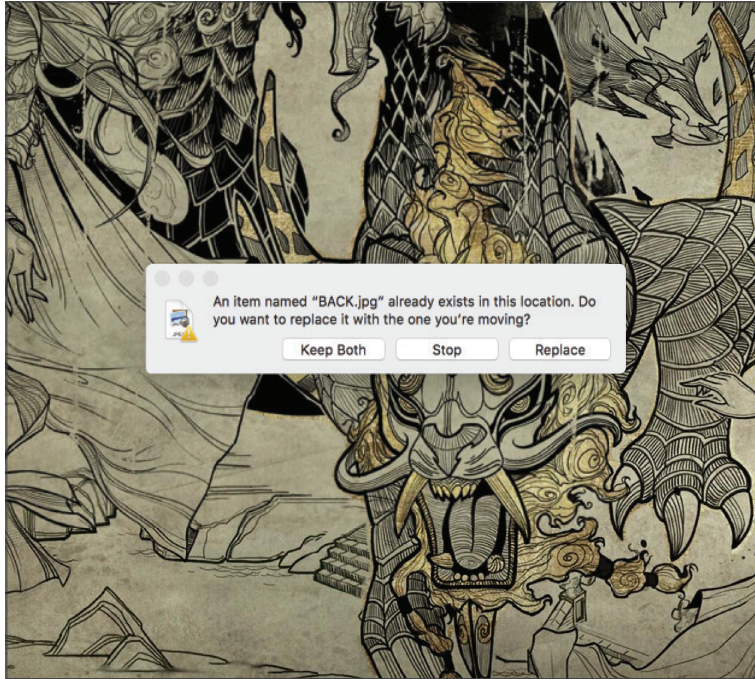 An item named “BACK.jpg” already exists in this location. Do
you want to replace it with the one you’re moving?
JPEG
Keep Both
Stop
Replace